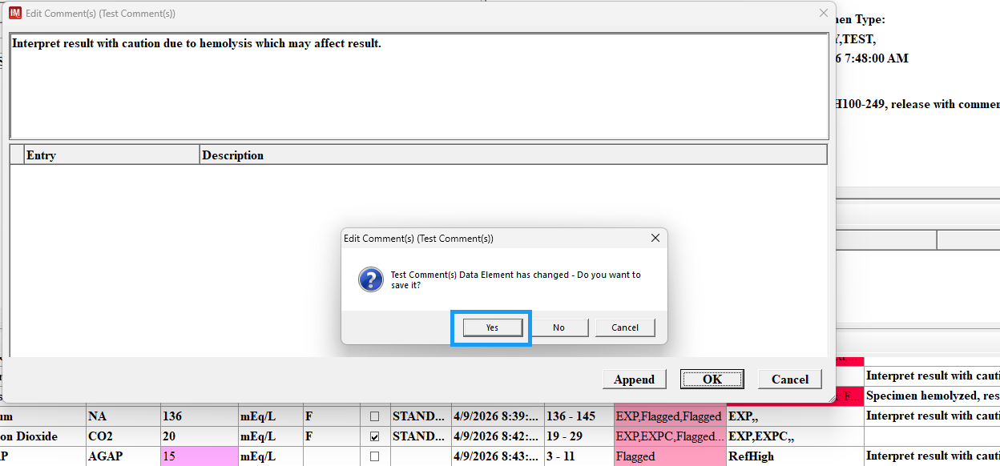 IM Edit Comment(s) (Test Comment(s))
Interpret result with caution due to hemolysis which may affect result.
Entry Description
Type:
TEST,
7:48:00 AM
H100-249, release with commen
Edit Comment(s) (Test Comment(s))
Test Comment(s) Data Element has changed - Do you want to
save it?
Yes No Cancel
Append OK Cancel
Interpret result with cauti
F... Specimen hemolyzed, res
um NA 136 mEq/L F STAND... 4/9/2026 8:39:... 136 - 145 EXP,Flagged,Flagged EXP,, Interpret result with cauti
on Dioxide CO2 20 mEq/L F STAND... 4/9/2026 8:42:... 19 - 29 EXP,EXPC,Flagged... EXP,EXPC,,
P AGAP 15 mEq/L 4/9/2026 8:43:... 3 - 11 Flagged RefHigh Interpret result with cauti